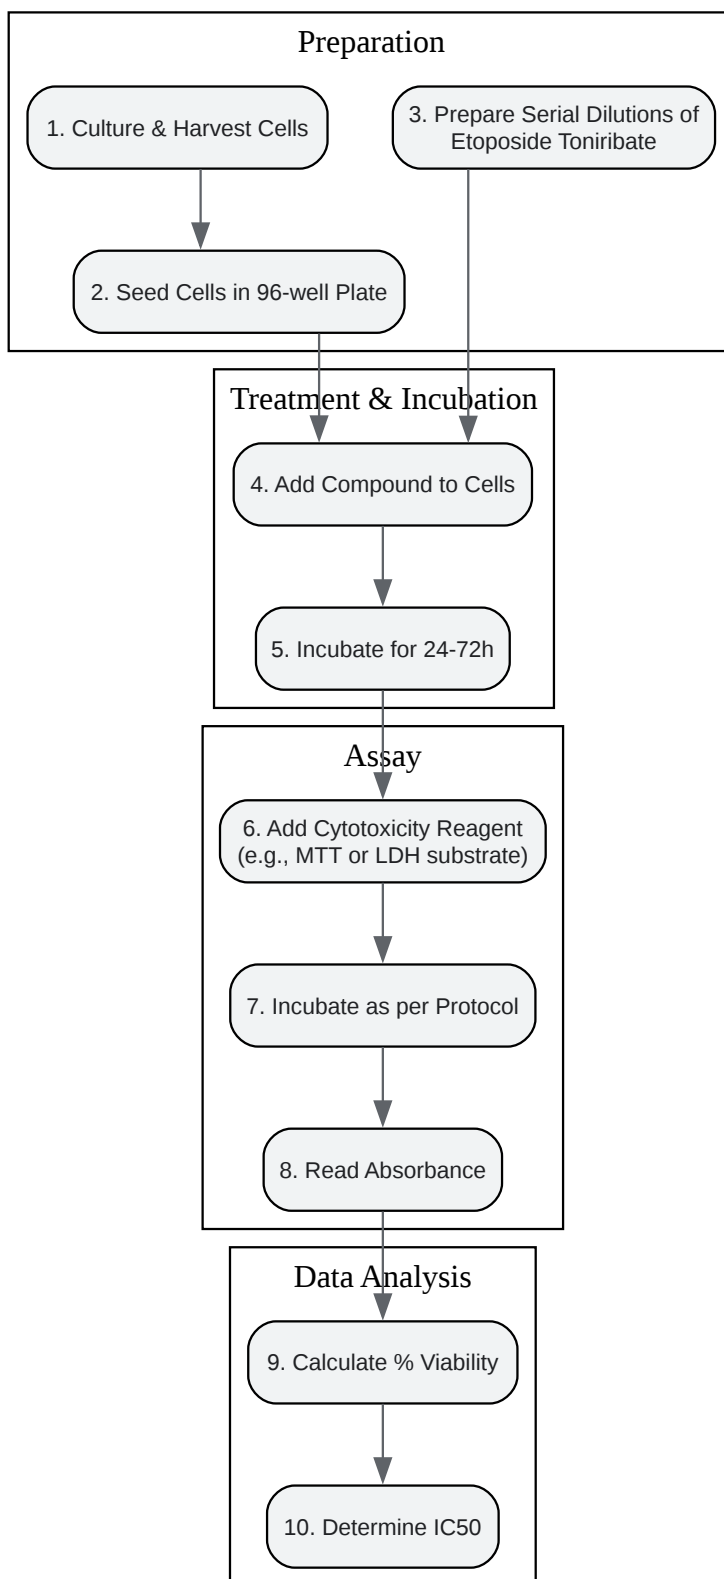 Preparation
1. Culture & Harvest Cells
3. Prepare Serial Dilutions of
Etoposide Toniribate
2. Seed Cells in 96-well Plate
Treatment & Incubation
4. Add Compound to Cells
5. Incubate for 24-72h
Assay
6. Add Cytotoxicity Reagent
(e.g., MTT or LDH substrate)
7. Incubate as per Protocol
8. Read Absorbance
Data Analysis
9. Calculate % Viability
10. Determine IC50